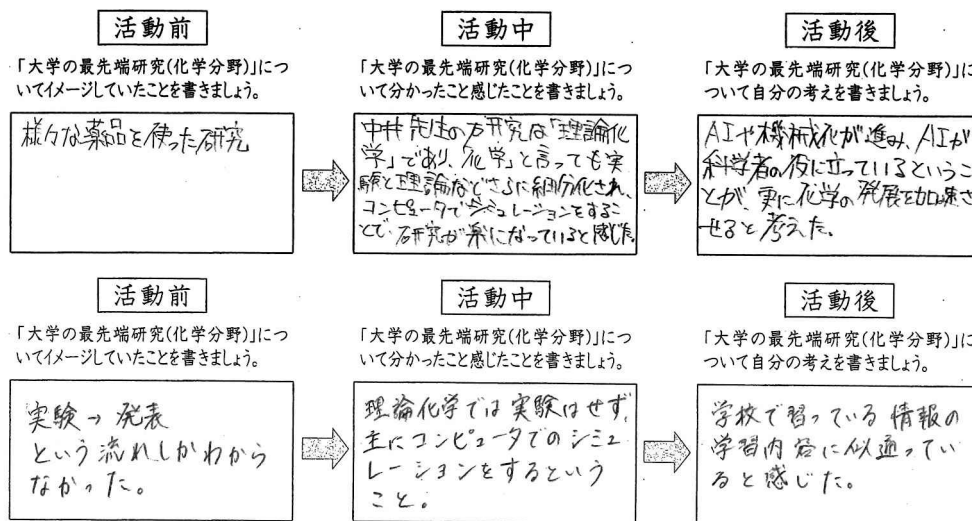 活動前
「大学の最先端研究(化学分野)」につ
いてイメージしていたことを書きましょう。
様々な薬品を使った研究
活動中
「大学の最先端研究(化学分野)」につ
いて分かったこと感じたことを書きましょう。
中井先生の方研究は「理論化
学」であり、「化学」と言っても実
験と理論などさらに細分化され、
コンピュータでシミュレーションをするこ
とで、研究が楽になっていると感じた。
活動後
「大学の最先端研究(化学分野)」に
ついて自分の考えを書きましょう。
AIや機械化が進み、AIが
科学者の役に立っているというこ
とが、更に化学の発展を加速さ
せると考えた。
活動前
「大学の最先端研究(化学分野)」につ
いてイメージしていたことを書きましょう。
実験→発表
という流れしかわから
なかった。
活動中
「大学の最先端研究(化学分野)」につ
いて分かったこと感じたことを書きましょう。
理論化学では実験はせず、
主にコンピュータでのシミュ
レーションをするという
こと。
活動後
「大学の最先端研究(化学分野)」に
ついて自分の考えを書きましょう。
学校で習っている情報の
学習内容に似通ってい
ると感じた。